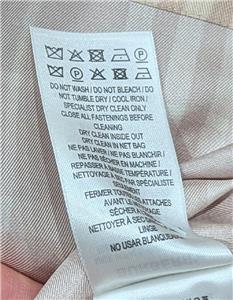 DO NOT WASH / DO NOT BLEACH / DO
NOT TUMBLE DRY / COOL IRON /
SPECIALIST DRY CLEAN ONLY
CLOSE ALL FASTENINGS BEFORE
CLEANING
DRY CLEAN INSIDE OUT
DRY CLEAN IN NET BAG
NE PAS LAVER / NE PAS BLANCHIR /
NE PAS SÉCHER EN MACHINE /
REPASSER À BASSE TEMPÉRATURE /
NETTOYAGE À SEC PAR SPÉCIALISTE
FERMER TOUTES LES ATTACHES
AVANT LE
SÉCHER
NETTOYER À SEC
LINGE
NO USAR BLANQUEADOR